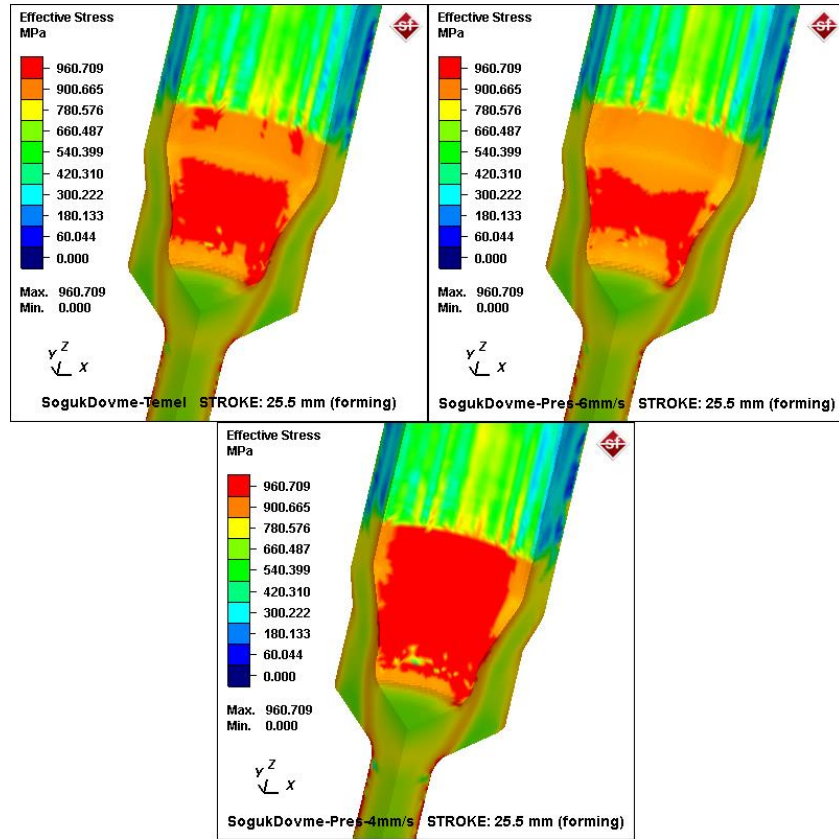 Effective Stress
MPa
960.709
900.665
780.576
660.487
540.399
420.310
300.222
180.133
60.044
0.000
Max. 960.709
Min. 0.000
Y Z X
SogukDovme-Temel STROKE: 25.5 mm (forming)
sf
Effective Stress
MPa
960.709
900.665
780.576
660.487
540.399
420.310
300.222
180.133
60.044
0.000
Max. 960.709
Min. 0.000
Y Z X
SogukDovme-Pres-6mm/s STROKE: 25.5 mm (forming)
sf
Effective Stress
MPa
960.709
900.665
780.576
660.487
540.399
420.310
300.222
180.133
60.044
0.000
Max. 960.709
Min. 0.000
Y Z X
SogukDovme-Pres-4mm/s STROKE: 25.5 mm (forming)
sf